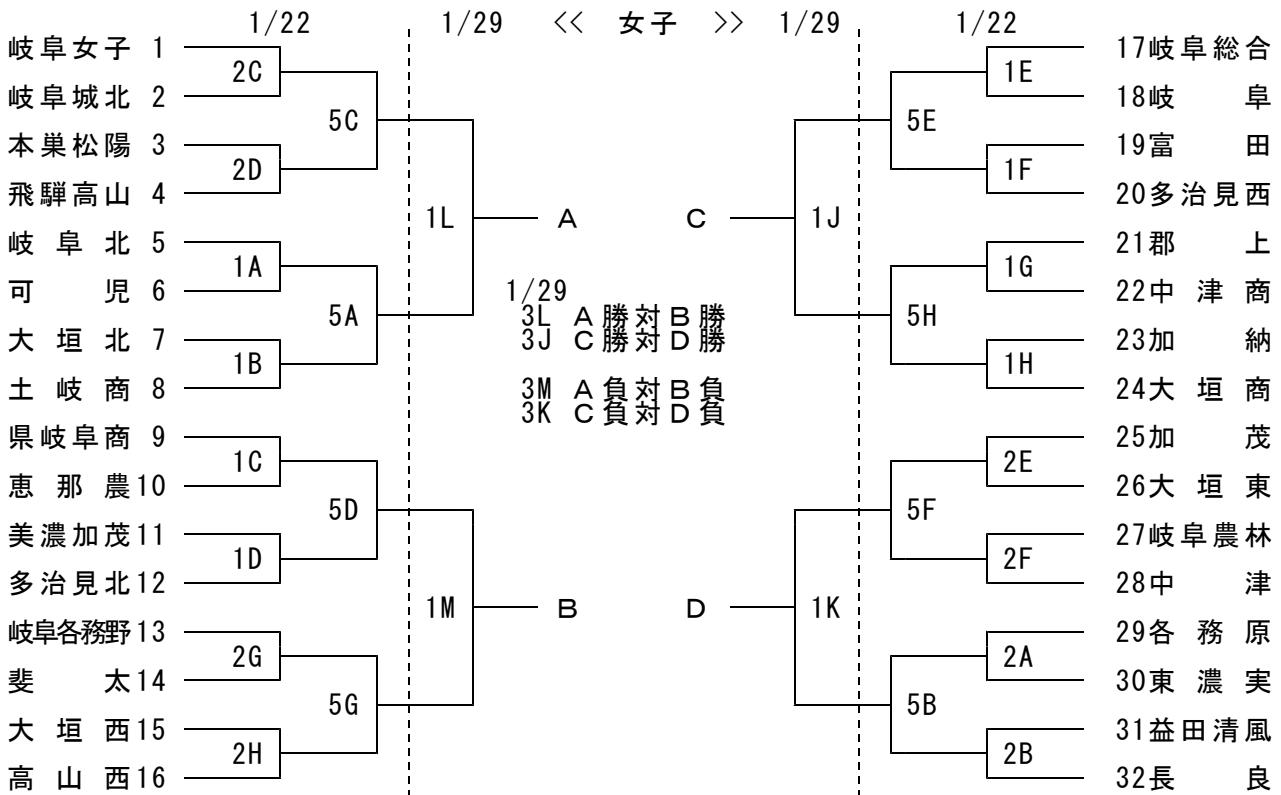 1/22 1/29 << 女子 >> 1/29 1/22
岐阜女子 1 17岐阜総合
2C 1E
岐阜城北 2 18岐阜
5C 5E
本巣松陽 3 19富田
2D 1F
飛騨高山 4 20多治見西
1L A C 1J
岐阜北 5 21郡上
1A 1G
可児 6 22中津商
1/29
5A 3L A勝対B勝 5H
3J C勝対D勝
大垣北 7 23加納
1B 1H
土岐商 8 3M A負対B負 24大垣商
3K C負対D負
県岐阜商 9 25加茂
1C 2E
恵那農10 26大垣東
5D 5F
美濃加茂11 27岐阜農林
1D 2F
多治見北12 28中津
1M B D 1K
岐阜各務野13 29各務原
2G 2A
斐太14 30東濃実
5G 5B
大垣西15 31益田清風
2H 2B
高山西16 32長良